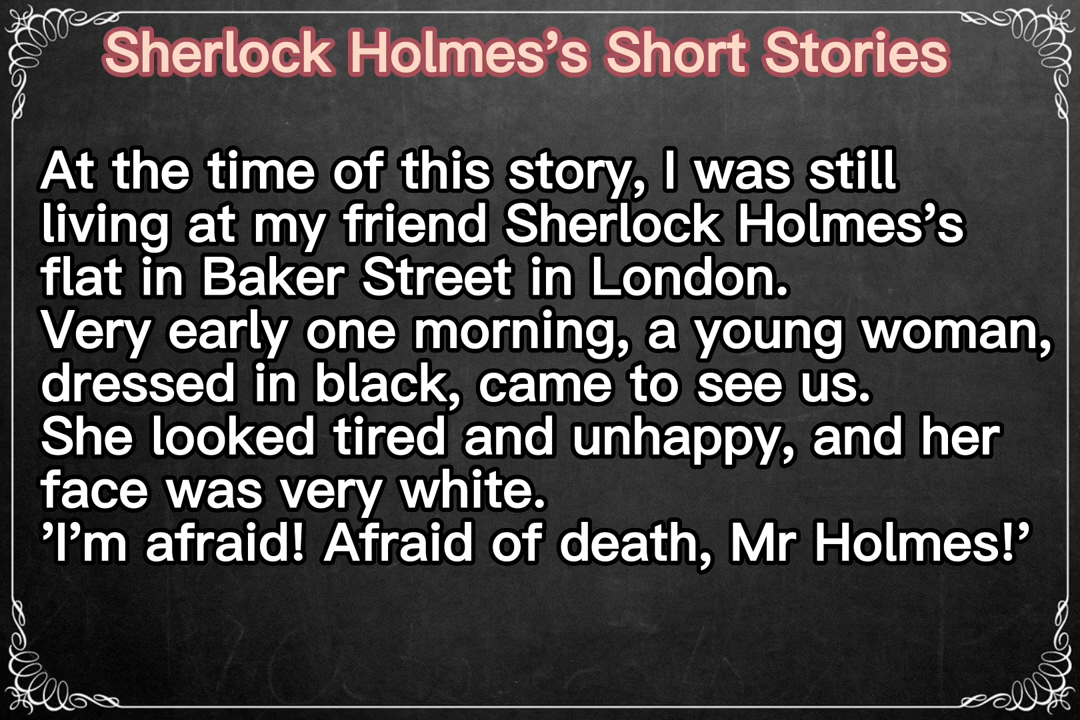 Sherlock Holmes’s Short Stories
At the time of this story, I was still
living at my friend Sherlock Holmes’s
flat in Baker Street in London.
Very early one morning, a young woman,
dressed in black, came to see us.
She looked tired and unhappy, and her
face was very white.
’I’m afraid! Afraid of death, Mr Holmes!’